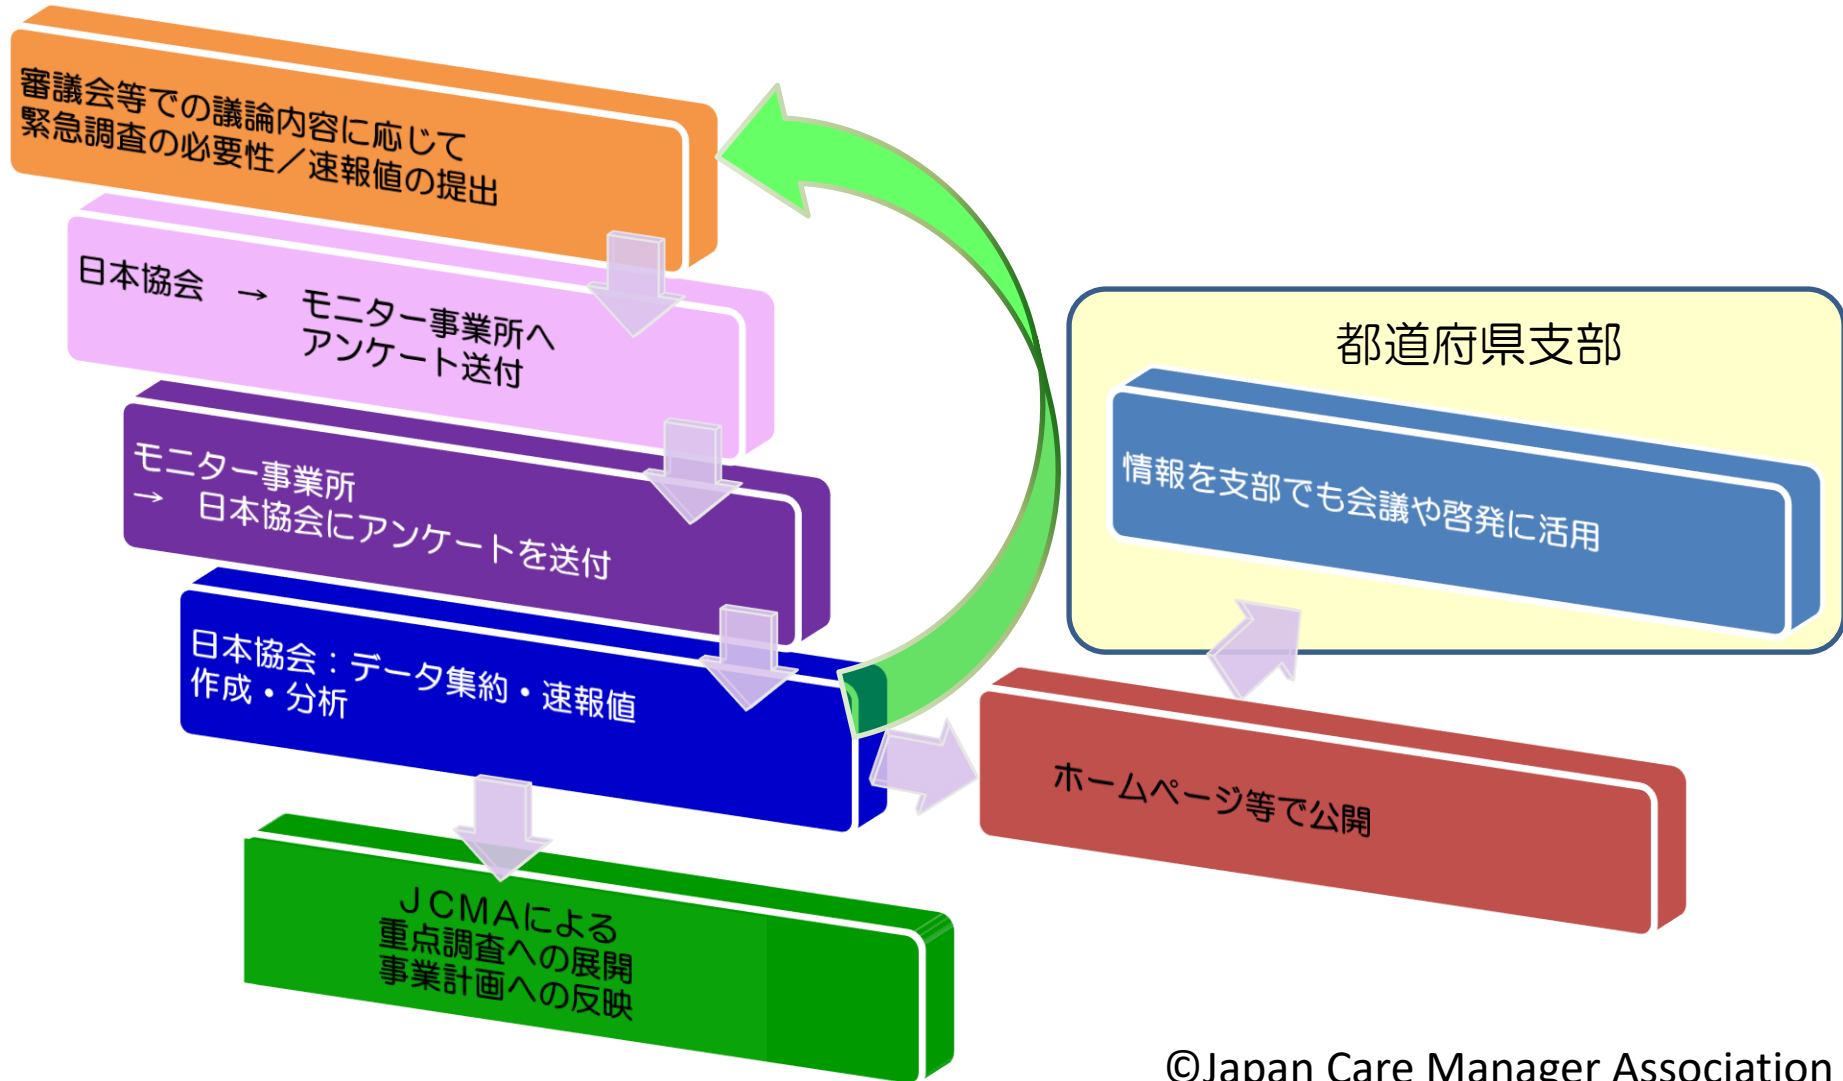 審議会等での議論内容に応じて
緊急調査の必要性／速報値の提出
日本協会　→　モニター事業所へ
アンケート送付
モニター事業所
→　日本協会にアンケートを送付
日本協会：データ集約・速報値
作成・分析
ＪＣＭＡによる
重点調査への展開
事業計画への反映
都道府県支部
情報を支部でも会議や啓発に活用
ホームページ等で公開
©Japan Care Manager Association